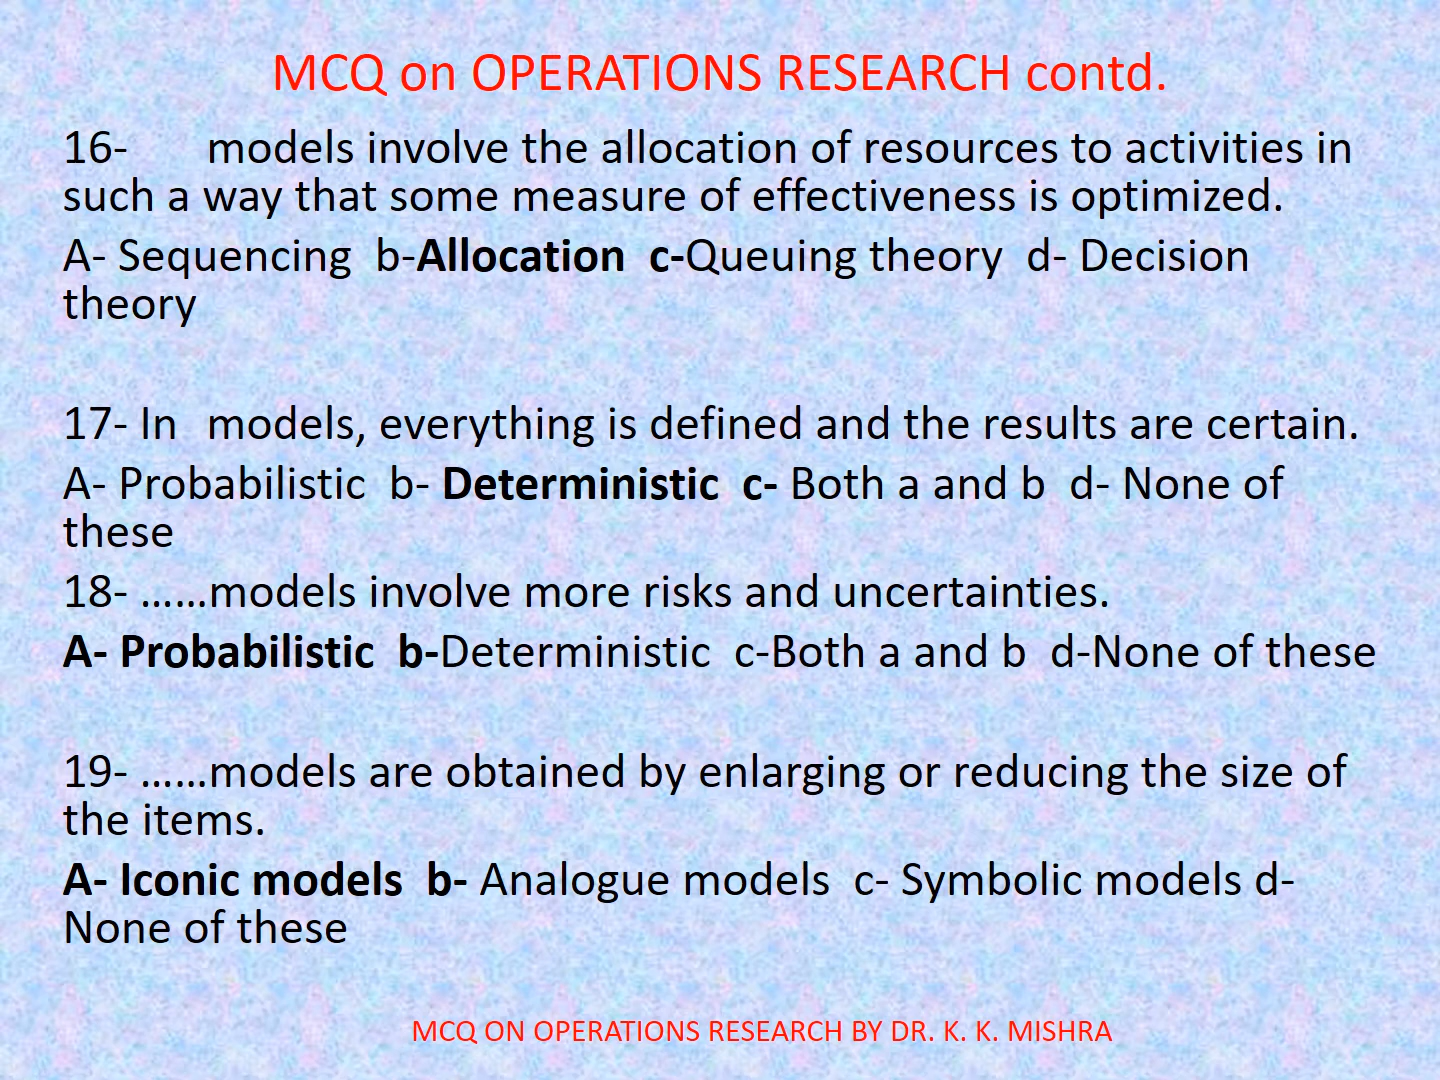 MCQ on OPERATIONS RESEARCH contd.
16- models involve the allocation of resources to activities in
such a way that some measure of effectiveness is optimized.
A- Sequencing b-Allocation c-Queuing theory d- Decision
theory
17- In models, everything is defined and the results are certain.
A- Probabilistic b- Deterministic c- Both a and b d- None of
these
18- ......models involve more risks and uncertainties.
A- Probabilistic b-Deterministic c-Both a and b d-None of these
19- ......models are obtained by enlarging or reducing the size of
the items.
A- Iconic models b- Analogue models c- Symbolic models d-
None of these
MCQ ON OPERATIONS RESEARCH BY DR. K. K. MISHRA